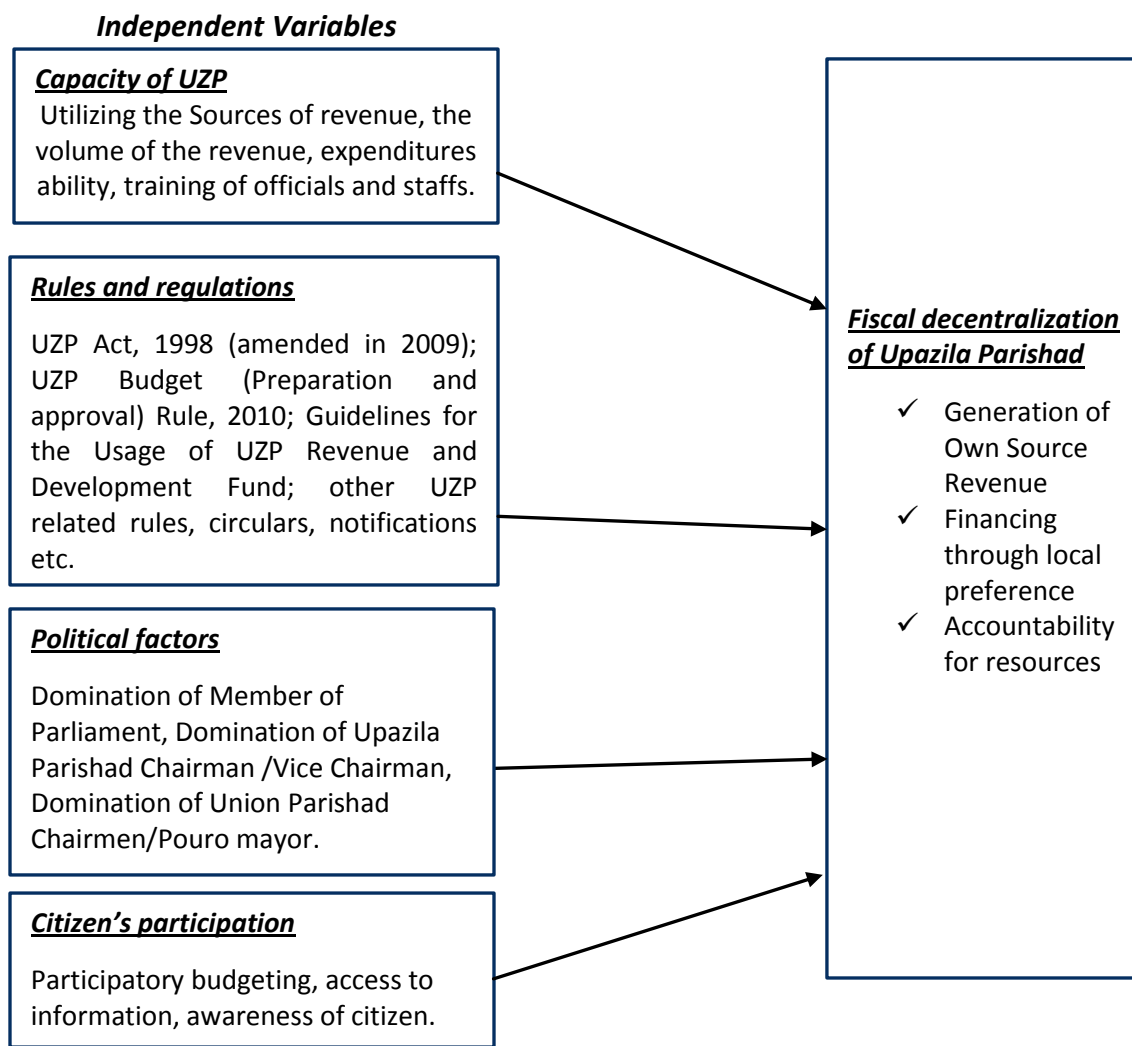 Independent Variables
Capacity of UZP
Utilizing the Sources of revenue, the
volume of the revenue, expenditures
ability, training of officials and staffs.
Rules and regulations
UZP Act, 1998 (amended in 2009);
UZP Budget (Preparation and
approval) Rule, 2010; Guidelines for
the Usage of UZP Revenue and
Development Fund; other UZP
related rules, circulars, notifications
etc.
Political factors
Domination of Member of
Parliament, Domination of Upazila
Parishad Chairman /Vice Chairman,
Domination of Union Parishad
Chairmen/Pouro mayor.
Citizen’s participation
Participatory budgeting, access to
information, awareness of citizen.
Fiscal decentralization
of Upazila Parishad
✓ Generation of
Own Source
Revenue
✓ Financing
through local
preference
✓ Accountability
for resources